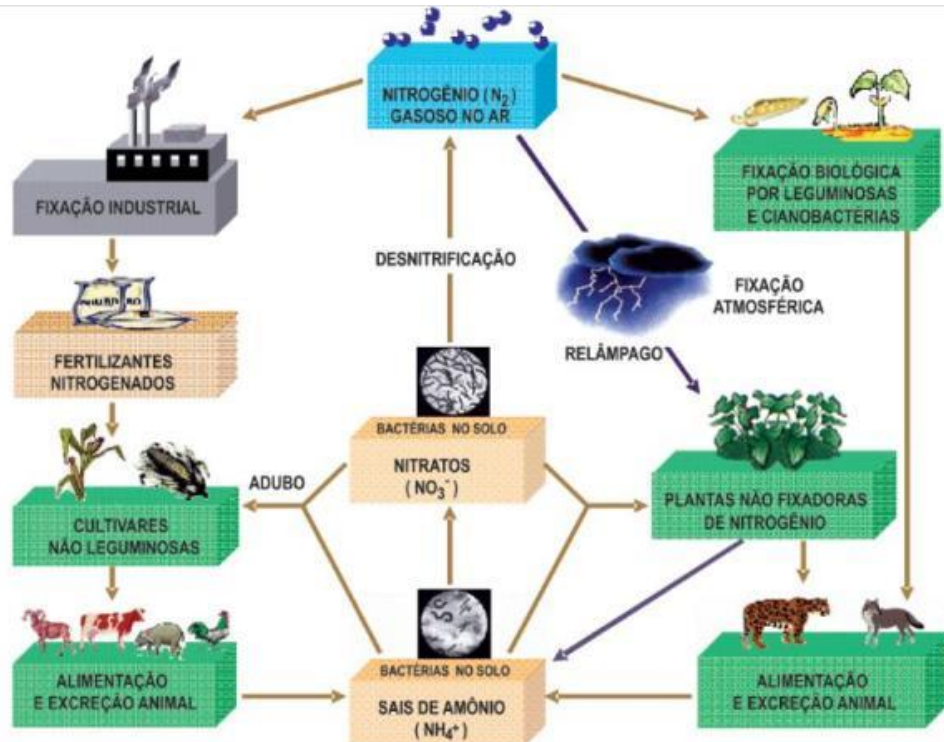 NITROGÊNIO (N₂)
GASOSO NO AR
FIXAÇÃO INDUSTRIAL
FIXAÇÃO BIOLÓGICA
POR LEGUMINOSAS
E CIANOBACTÉRIAS
DESNITRIFICAÇÃO
FIXAÇÃO
ATMOSFÉRICA
RELÂMPAGO
FERTILIZANTES
NITROGENADOS
BACTÉRIAS NO SOLO
NITRATOS
(NO₃⁻)
ADUBO
CULTIVARES
NÃO LEGUMINOSAS
PLANTAS NÃO FIXADORAS
DE NITROGÊNIO
BACTÉRIAS NO SOLO
SAIS DE AMÔNIO
(NH₄⁺)
ALIMENTAÇÃO
E EXCREÇÃO ANIMAL
ALIMENTAÇÃO
E EXCREÇÃO ANIMAL